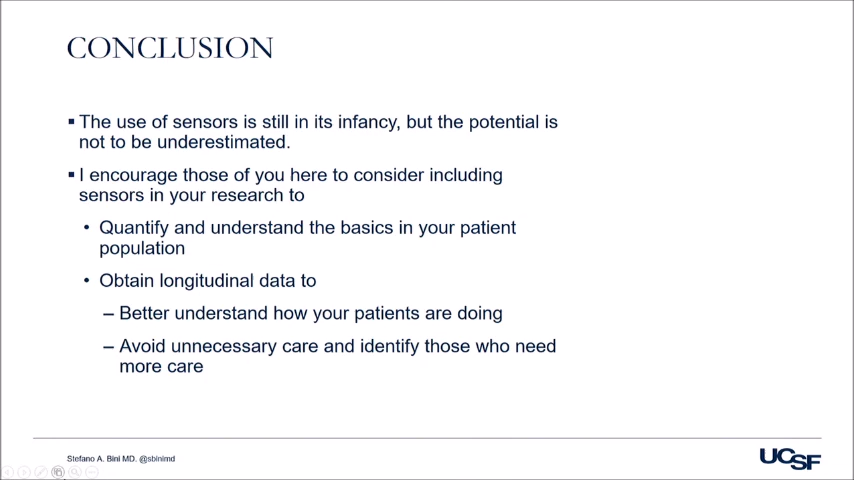 CONCLUSION
▪ The use of sensors is still in its infancy, but the potential is
not to be underestimated.
▪ I encourage those of you here to consider including
sensors in your research to
• Quantify and understand the basics in your patient
population
• Obtain longitudinal data to
– Better understand how your patients are doing
– Avoid unnecessary care and identify those who need
more care
Stefano A. Bini MD. @sbinimd
UCSF